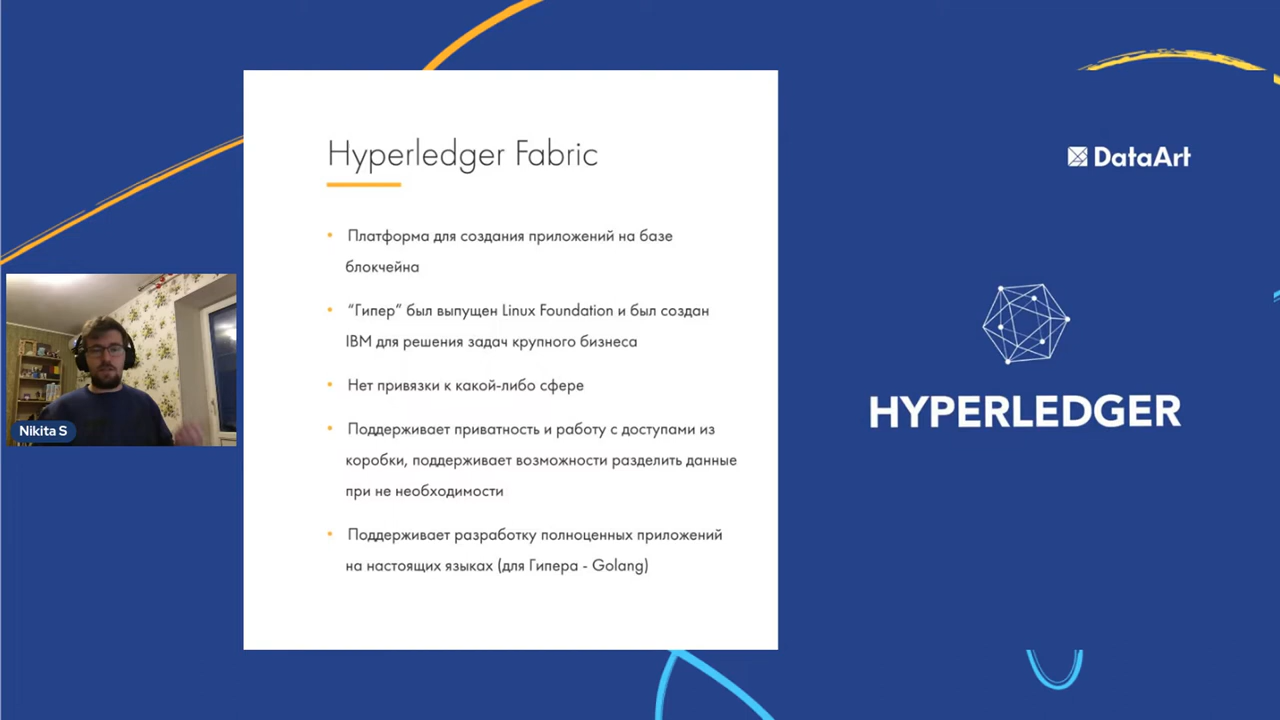 Hyperledger Fabric
DataArt
• Платформа для создания приложений на базе
блокчейна
• “Гипер“ был выпущен Linux Foundation и был создан
IBM для решения задач крупного бизнеса
• Нет привязки к какой-либо сфере
• Поддерживает приватность и работу с доступами из
коробки, поддерживает возможности разделить данные
при не необходимости
• Поддерживает разработку полноценных приложений
на настоящих языках (для Гипера - Golang)
HYPERLEDGER
Nikita S